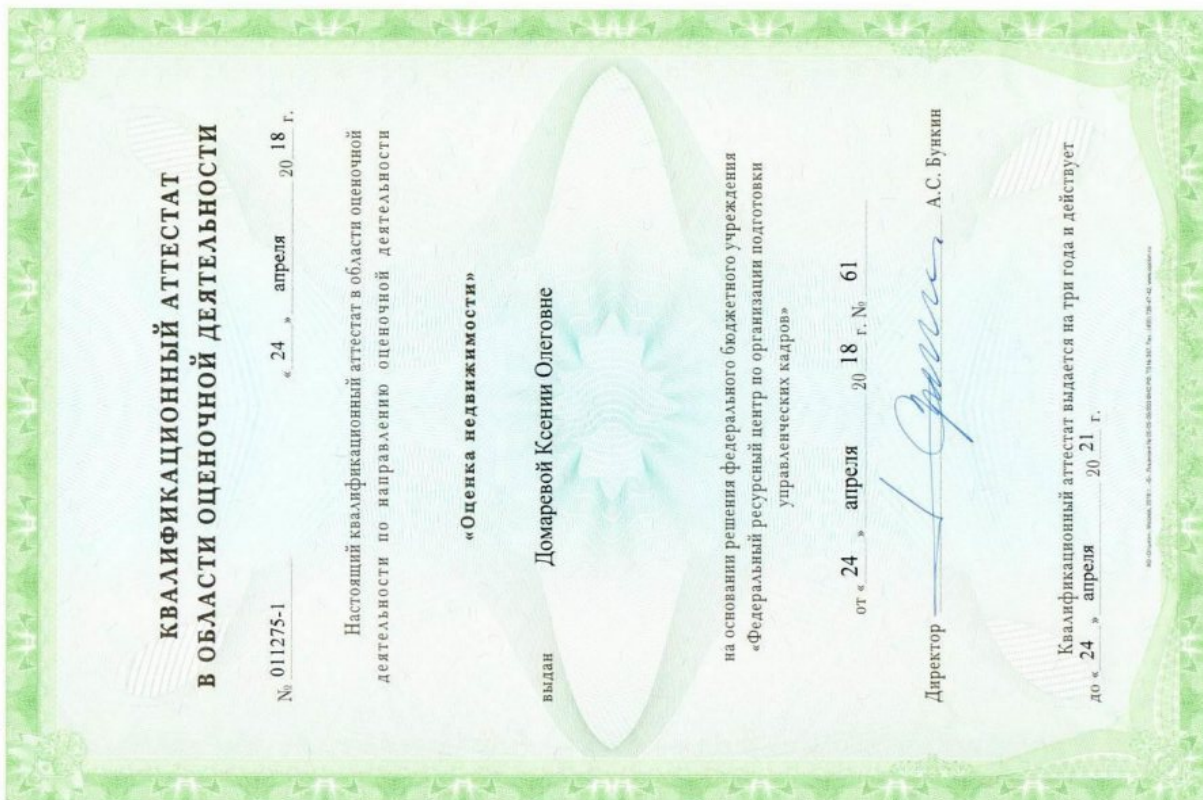 КВАЛИФИКАЦИОННЫЙ АТТЕСТАТ
В ОБЛАСТИ ОЦЕНОЧНОЙ ДЕЯТЕЛЬНОСТИ
№ 011275-1 « 24 » апреля 20 18 г.
Настоящий квалификационный аттестат в области оценочной
деятельности по направлению оценочной деятельности
«Оценка недвижимости»
выдан Домаревой Ксении Олеговне
на основании решения федерального бюджетного учреждения
«Федеральный ресурсный центр по организации подготовки
управленческих кадров»
от « 24 » апреля 20 18 г. № 61
Директор А.С. Бункин
Квалификационный аттестат выдается на три года и действует
до « 24 » апреля 20 21 г.